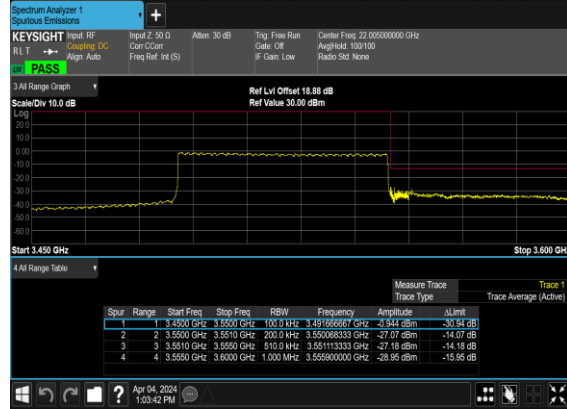 Spectrum Analyzer 1
Spurious Emissions
+
KEYSIGHT Input: RF Input Z: 50 Ω Atten: 30 dB Trig: Free Run Center Freq: 22.005000000 GHz
RLT Coupling: DC Corr CCorr Gate: Off Avg|Hold: 100/100
Align: Auto Freq Ref: Int (S) IF Gain: Low Radio Std: None
PASS
3 All Range Graph
Ref Lvl Offset 18.88 dB
Scale/Div 10.0 dB Ref Value 30.00 dBm
Log
20.0
10.0
0.00
-10.0
-20.0
-30.0
-40.0
-50.0
-60.0
Start 3.450 GHz Stop 3.600 GHz
4 All Range Table
Measure Trace Trace 1
Trace Type Trace Average (Active)
Spur Range Start Freq Stop Freq RBW Frequency Amplitude ΔLimit
1 1 3.4500 GHz 3.5500 GHz 100.0 kHz 3.491666667 GHz -0.944 dBm -30.94 dB
2 2 3.5500 GHz 3.5510 GHz 200.0 kHz 3.550068333 GHz -27.07 dBm -14.07 dB
3 3 3.5510 GHz 3.5550 GHz 510.0 kHz 3.551113333 GHz -27.18 dBm -14.18 dB
4 4 3.5550 GHz 3.6000 GHz 1.000 MHz 3.555900000 GHz -28.95 dBm -15.95 dB
? Apr 04, 2024
1:03:42 PM